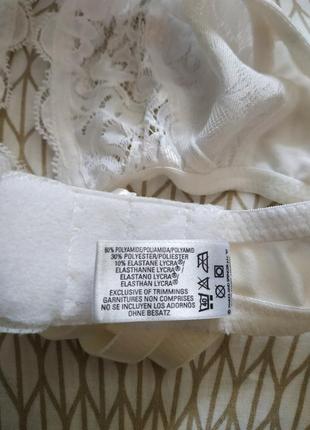 60% POLYAMIDE/POLIAMIDA/POLYAMID
30% POLYESTER/POLIESTER
10% ELASTANE LYCRA®/
ELASTHANNE LYCRA®/
ELASTANO LYCRA®/
ELASTHAN LYCRA®
EXCLUSIVE OF TRIMMINGS
GARNITURES NON COMPRISES
NO SE INCLUYEN LOS ADORNOS
OHNE BESATZ